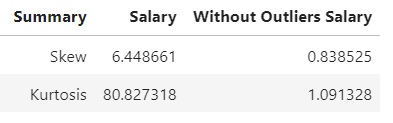 Summary Salary Without Outliers Salary
Skew 6.448661 0.838525
Kurtosis 80.827318 1.091328